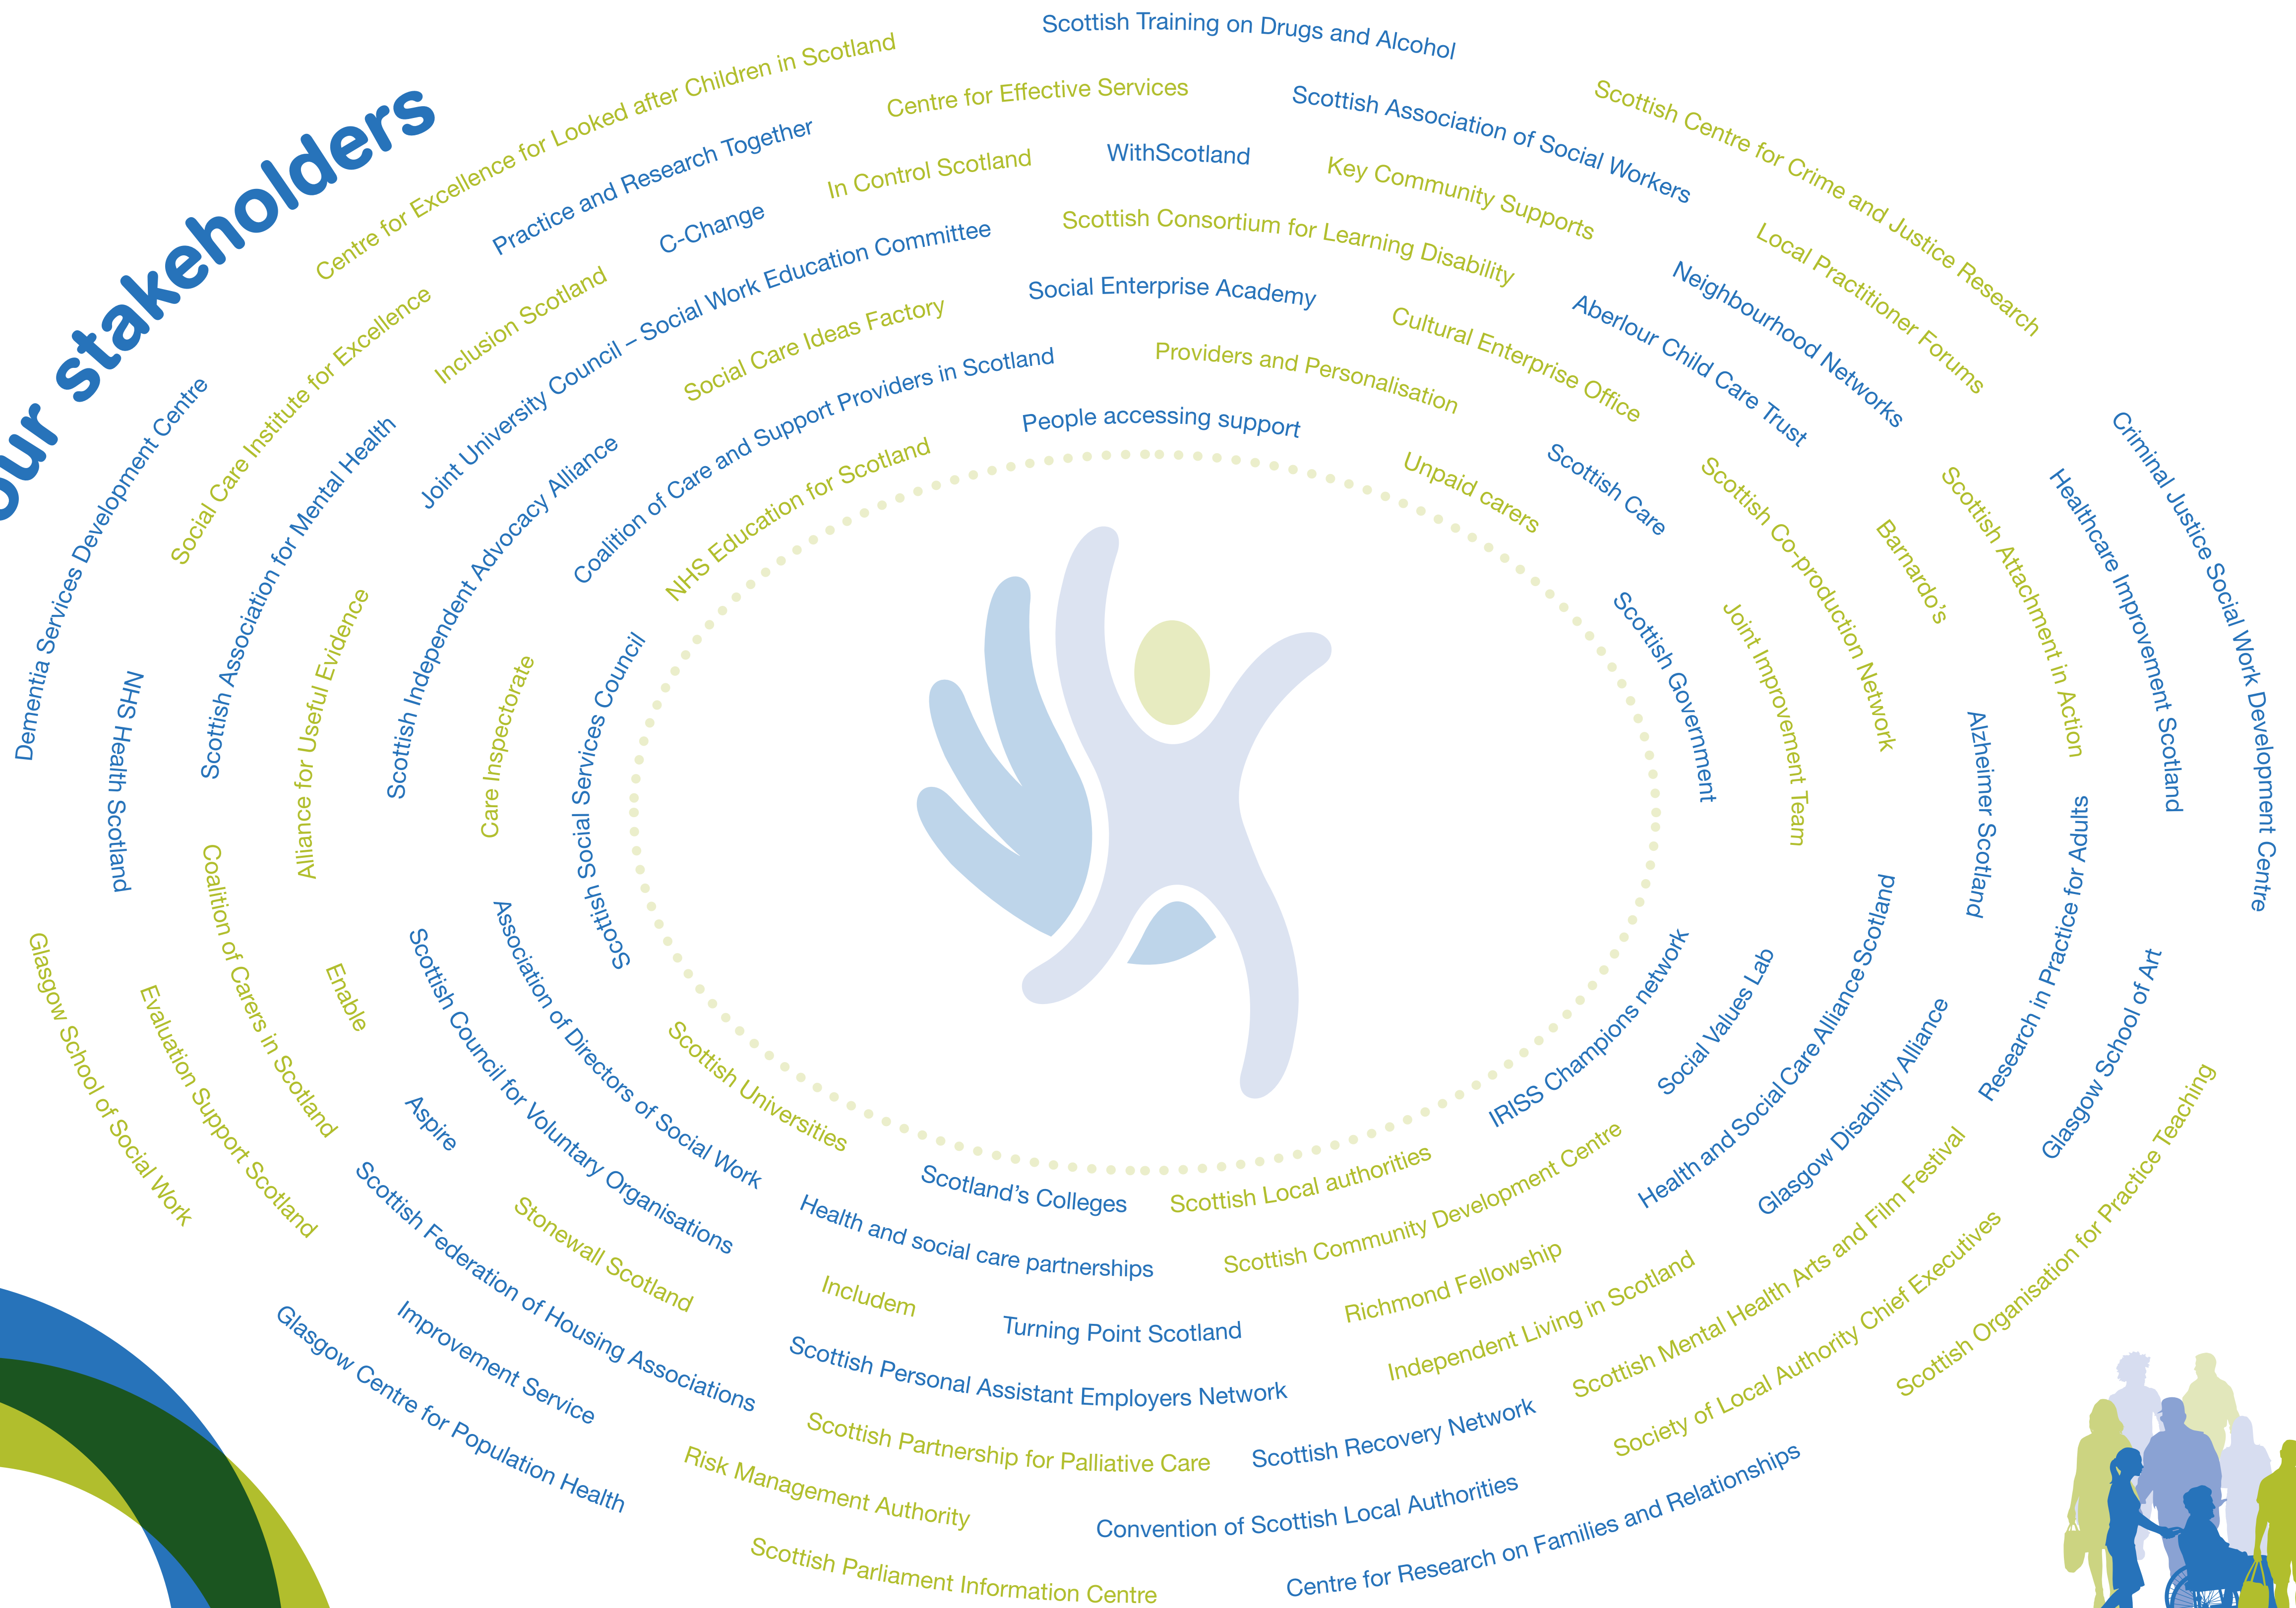 our stakeholders
Scottish Training on Drugs and Alcohol
Centre for Excellence for Looked after Children in Scotland
Centre for Effective Services
Scottish Association of Social Workers
Scottish Centre for Crime and Justice Research
Practice and Research Together
In Control Scotland
WithScotland
Key Community Supports
Local Practitioner Forums
C-Change
Scottish Consortium for Learning Disability
Neighbourhood Networks
Inclusion Scotland
Joint University Council – Social Work Education Committee
Social Enterprise Academy
Aberlour Child Care Trust
Social Care Institute for Excellence
Social Care Ideas Factory
Cultural Enterprise Office
Coalition of Care and Support Providers in Scotland
Providers and Personalisation
People accessing support
Dementia Services Development Centre
Scottish Association for Mental Health
Scottish Independent Advocacy Alliance
NHS Education for Scotland
Unpaid carers
Scottish Care
Scottish Co-production Network
Barnardo's
Scottish Attachment in Action
Healthcare Improvement Scotland
Criminal Justice Social Work Development Centre
NHS Health Scotland
Alliance for Useful Evidence
Care Inspectorate
Scottish Social Services Council
Scottish Government
Joint Improvement Team
Alzheimer Scotland
Research in Practice for Adults
Glasgow School of Social Work
Evaluation Support Scotland
Coalition of Carers in Scotland
Enable
Scottish Council for Voluntary Organisations
Association of Directors of Social Work
Scottish Universities
IRISS Champions network
Social Values Lab
Health and Social Care Alliance Scotland
Glasgow Disability Alliance
Glasgow School of Art
Aspire
Scotland's Colleges
Scottish Local authorities
Scottish Community Development Centre
Scottish Mental Health Arts and Film Festival
Scottish Organisation for Practice Teaching
Scottish Federation of Housing Associations
Stonewall Scotland
Health and social care partnerships
Richmond Fellowship
Independent Living in Scotland
Society of Local Authority Chief Executives
Includem
Turning Point Scotland
Improvement Service
Glasgow Centre for Population Health
Scottish Personal Assistant Employers Network
Scottish Partnership for Palliative Care
Scottish Recovery Network
Risk Management Authority
Convention of Scottish Local Authorities
Scottish Parliament Information Centre
Centre for Research on Families and Relationships